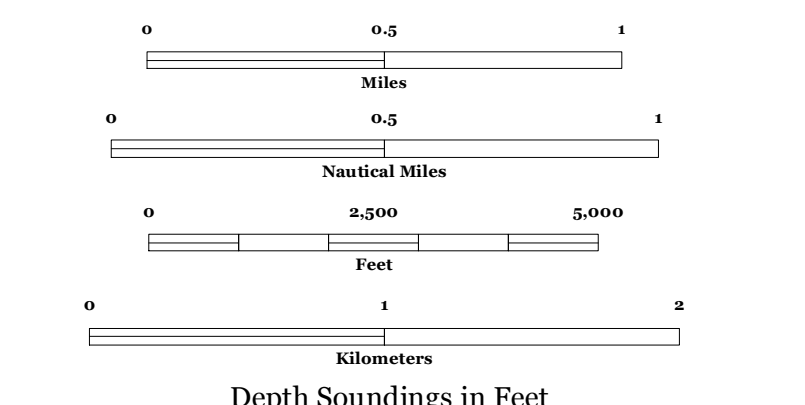 0 0.5 1
Miles
0 0.5 1
Nautical Miles
0 2,500 5,000
Feet
0 1 2
Kilometers
Depth Soundings in Feet